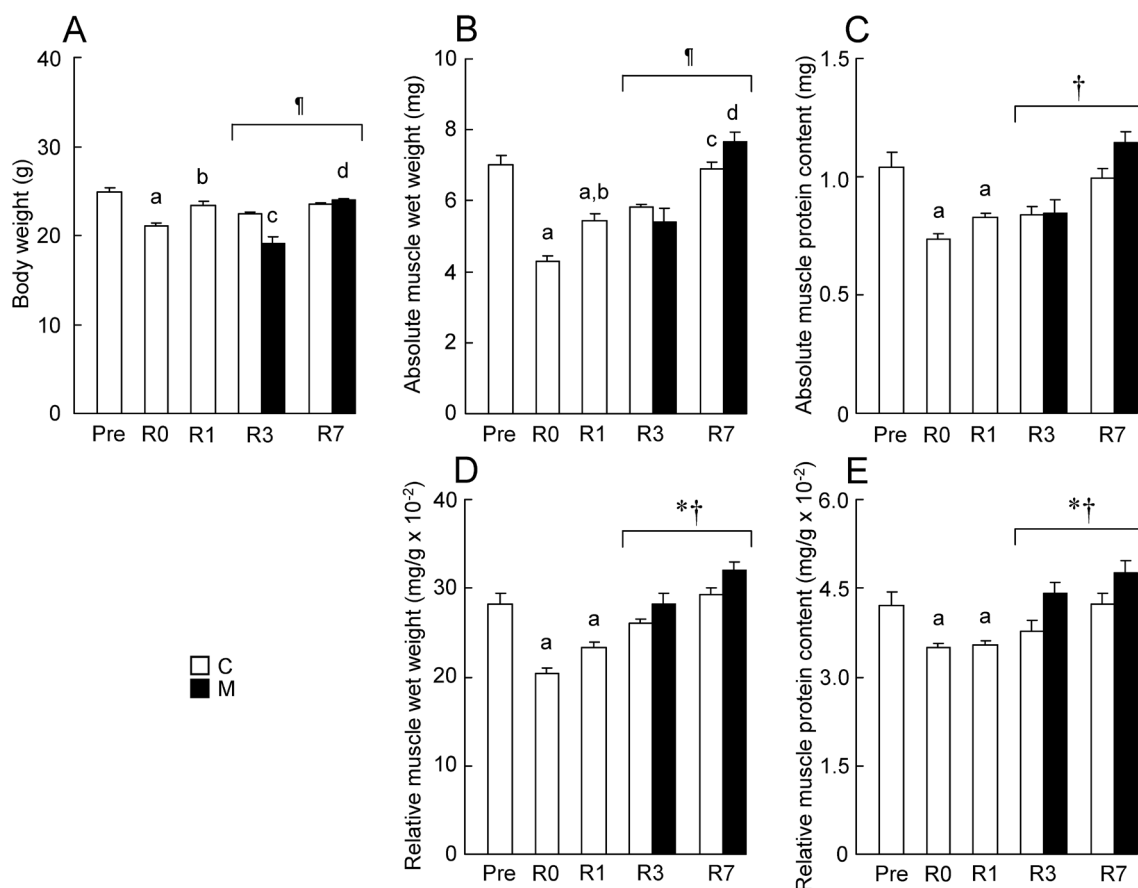 A
Body weight (g)
40
30
20
10
0
¶
a
b
c
d
Pre R0 R1 R3 R7
B
Absolute muscle wet weight (mg)
10
8
6
4
2
0
¶
a
a,b
c
d
Pre R0 R1 R3 R7
C
Absolute muscle protein content (mg)
1.5
1.0
0.5
0
†
a
a
Pre R0 R1 R3 R7
C
M
D
Relative muscle wet weight (mg/g x 10⁻²)
40
30
20
10
0
*†
a
a
Pre R0 R1 R3 R7
E
Relative muscle protein content (mg/g x 10⁻²)
6.0
4.5
3.0
1.5
0
*†
a
a
Pre R0 R1 R3 R7